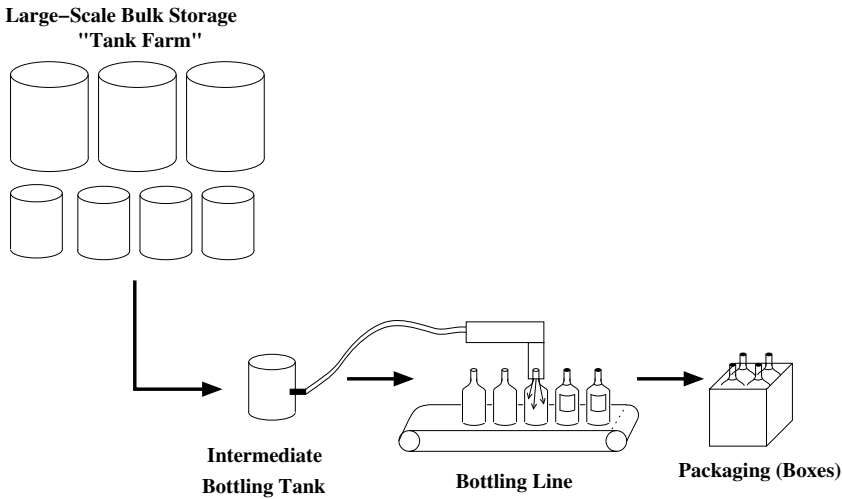 Large−Scale Bulk Storage
"Tank Farm"
Intermediate
Bottling Tank
Bottling Line
Packaging (Boxes)